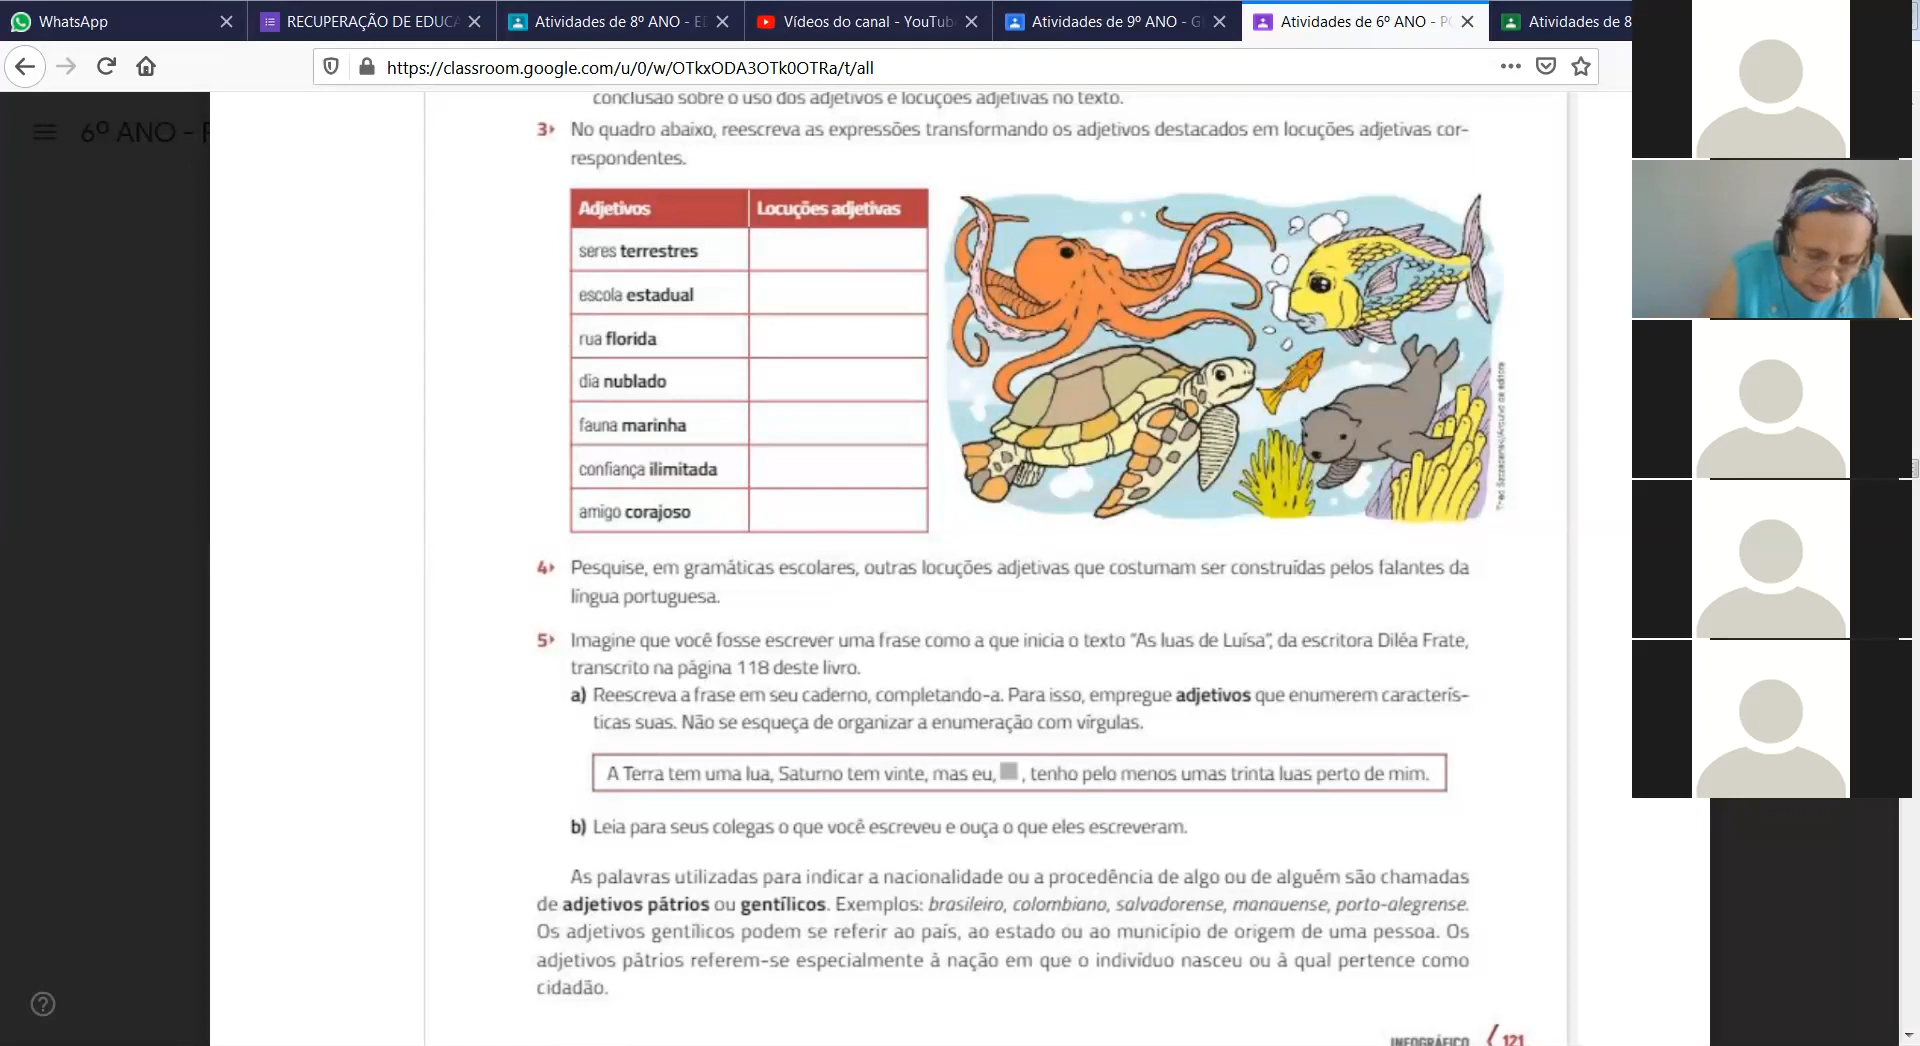 WhatsApp
RECUPERAÇÃO DE EDUCA
Atividades de 8º ANO - E
Vídeos do canal - YouTub
Atividades de 9º ANO - G
Atividades de 6º ANO - P
Atividades de 8
https://classroom.google.com/u/0/w/OTkxODA3OTk0OTRa/t/all
6º ANO - P
conclusão sobre o uso dos adjetivos e locuções adjetivas no texto.
3 No quadro abaixo, reescreva as expressões transformando os adjetivos destacados em locuções adjetivas cor-
respondentes.
Adjetivos Locuções adjetivas
seres terrestres
escola estadual
rua florida
dia nublado
fauna marinha
confiança ilimitada
amigo corajoso
4 Pesquise, em gramáticas escolares, outras locuções adjetivas que costumam ser construídas pelos falantes da
língua portuguesa.
5 Imagine que você fosse escrever uma frase como a que inicia o texto "As luas de Luísa", da escritora Diléa Frate,
transcrito na página 118 deste livro.
a) Reescreva a frase em seu caderno, completando-a. Para isso, empregue adjetivos que enumerem caracterís-
ticas suas. Não se esqueça de organizar a enumeração com vírgulas.
A Terra tem uma lua, Saturno tem vinte, mas eu, , tenho pelo menos umas trinta luas perto de mim.
b) Leia para seus colegas o que você escreveu e ouça o que eles escreveram.
As palavras utilizadas para indicar a nacionalidade ou a procedência de algo ou de alguém são chamadas
de adjetivos pátrios ou gentílicos. Exemplos: brasileiro, colombiano, salvadorense, manauense, porto-alegrense.
Os adjetivos gentílicos podem se referir ao país, ao estado ou ao município de origem de uma pessoa. Os
adjetivos pátrios referem-se especialmente à nação em que o indivíduo nasceu ou à qual pertence como
cidadão.
INFOGRÁFICO 121